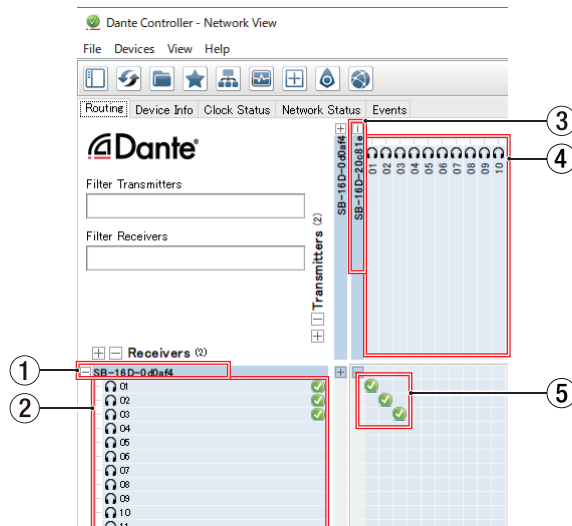 Dante Controller - Network View
File Devices View Help
Routing Device Info Clock Status Network Status Events
Dante
Filter Transmitters
Filter Receivers
Transmitters (2)
SB-16D-0d0af4
SB-16D-20c81e
01 02 03 04 05 06 07 08 09 10
Receivers (2)
SB-16D-0d0af4
01
02
03
04
05
06
07
08
09
10
11
1
2
3
4
5